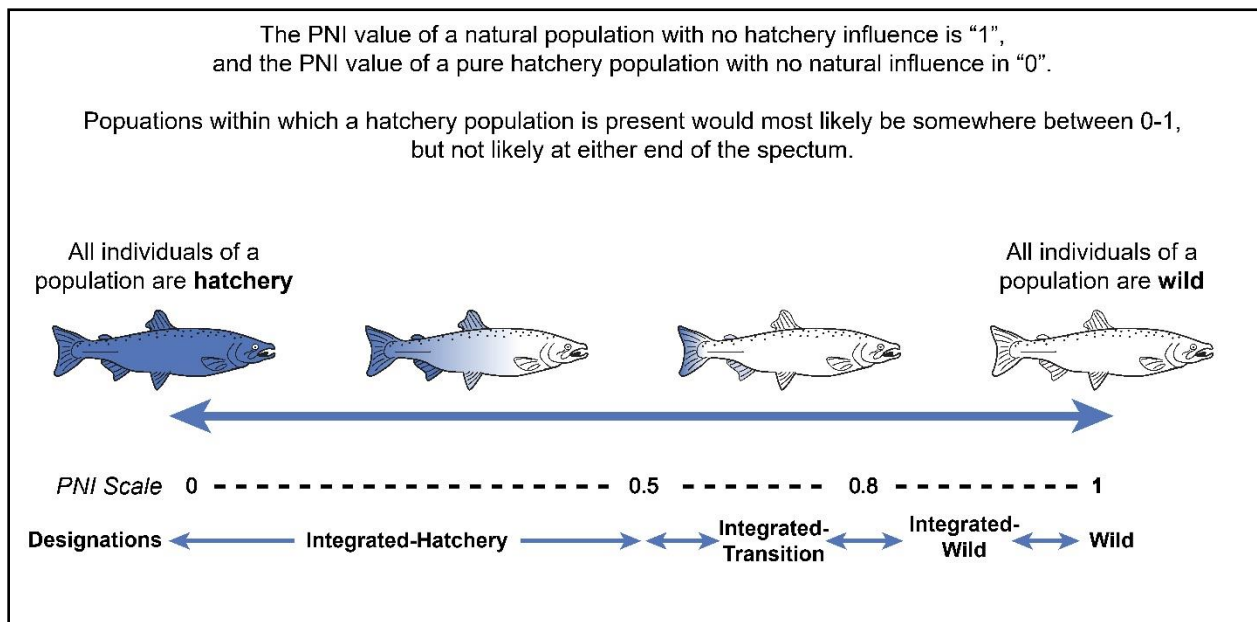 The PNI value of a natural population with no hatchery influence is “1”,
and the PNI value of a pure hatchery population with no natural influence in “0”.
Popuations within which a hatchery population is present would most likely be somewhere between 0-1,
but not likely at either end of the spectum.
All individuals of a
population are hatchery
All individuals of a
population are wild
PNI Scale 0 0.5 0.8 1
Designations Integrated-Hatchery Integrated-
Transition Integrated-
Wild Wild